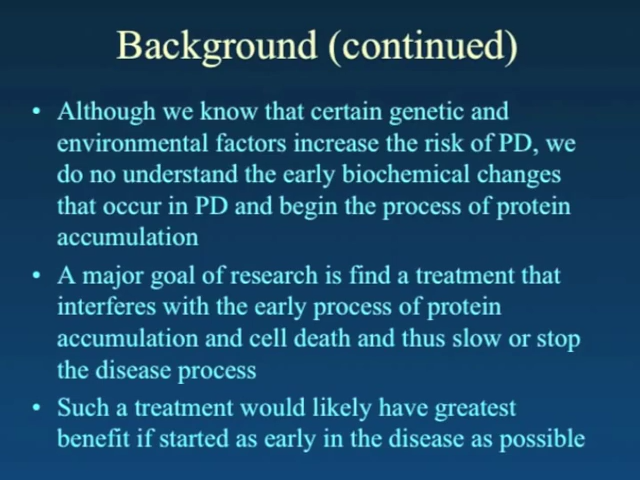 Background (continued)
• Although we know that certain genetic and
environmental factors increase the risk of PD, we
do no understand the early biochemical changes
that occur in PD and begin the process of protein
accumulation
• A major goal of research is find a treatment that
interferes with the early process of protein
accumulation and cell death and thus slow or stop
the disease process
• Such a treatment would likely have greatest
benefit if started as early in the disease as possible